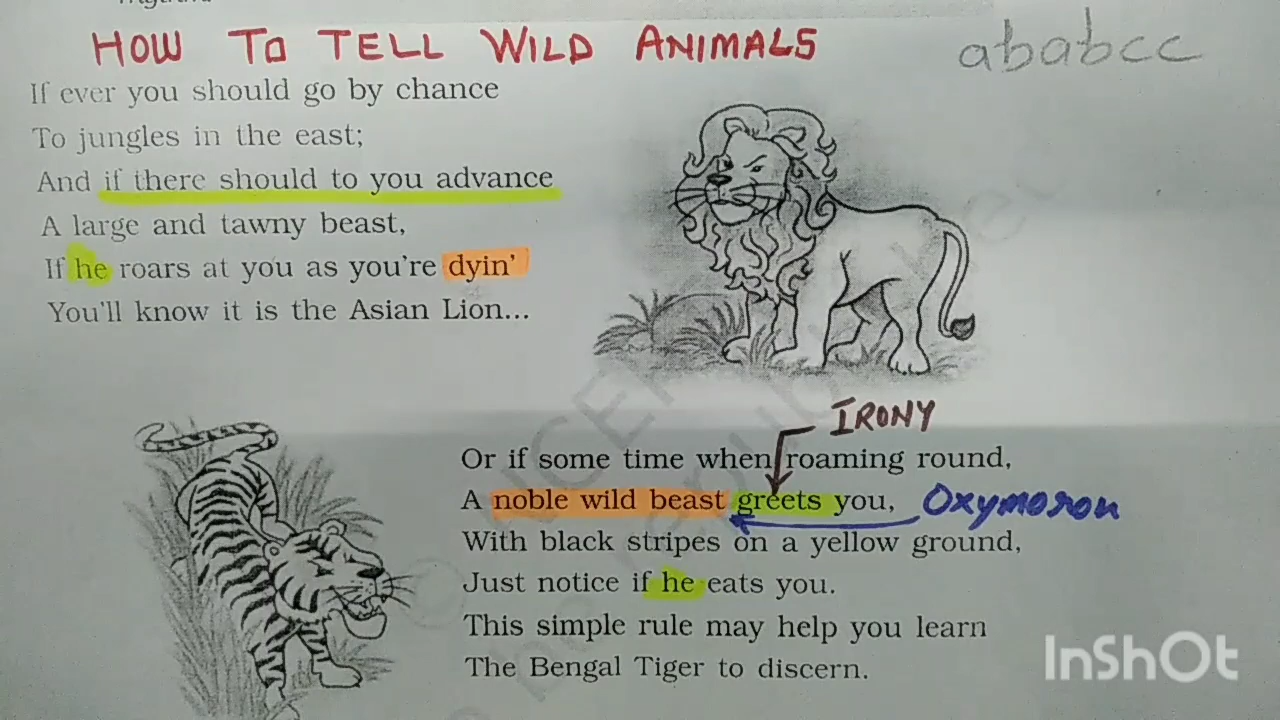 HOW TO TELL WILD ANIMALS
ababcc
If ever you should go by chance
To jungles in the east;
And if there should to you advance
A large and tawny beast,
If he roars at you as you're dyin'
You'll know it is the Asian Lion...
IRONY
Or if some time when roaming round,
A noble wild beast greets you, Oxymoron
With black stripes on a yellow ground,
Just notice if he eats you.
This simple rule may help you learn
The Bengal Tiger to discern.
InShOt